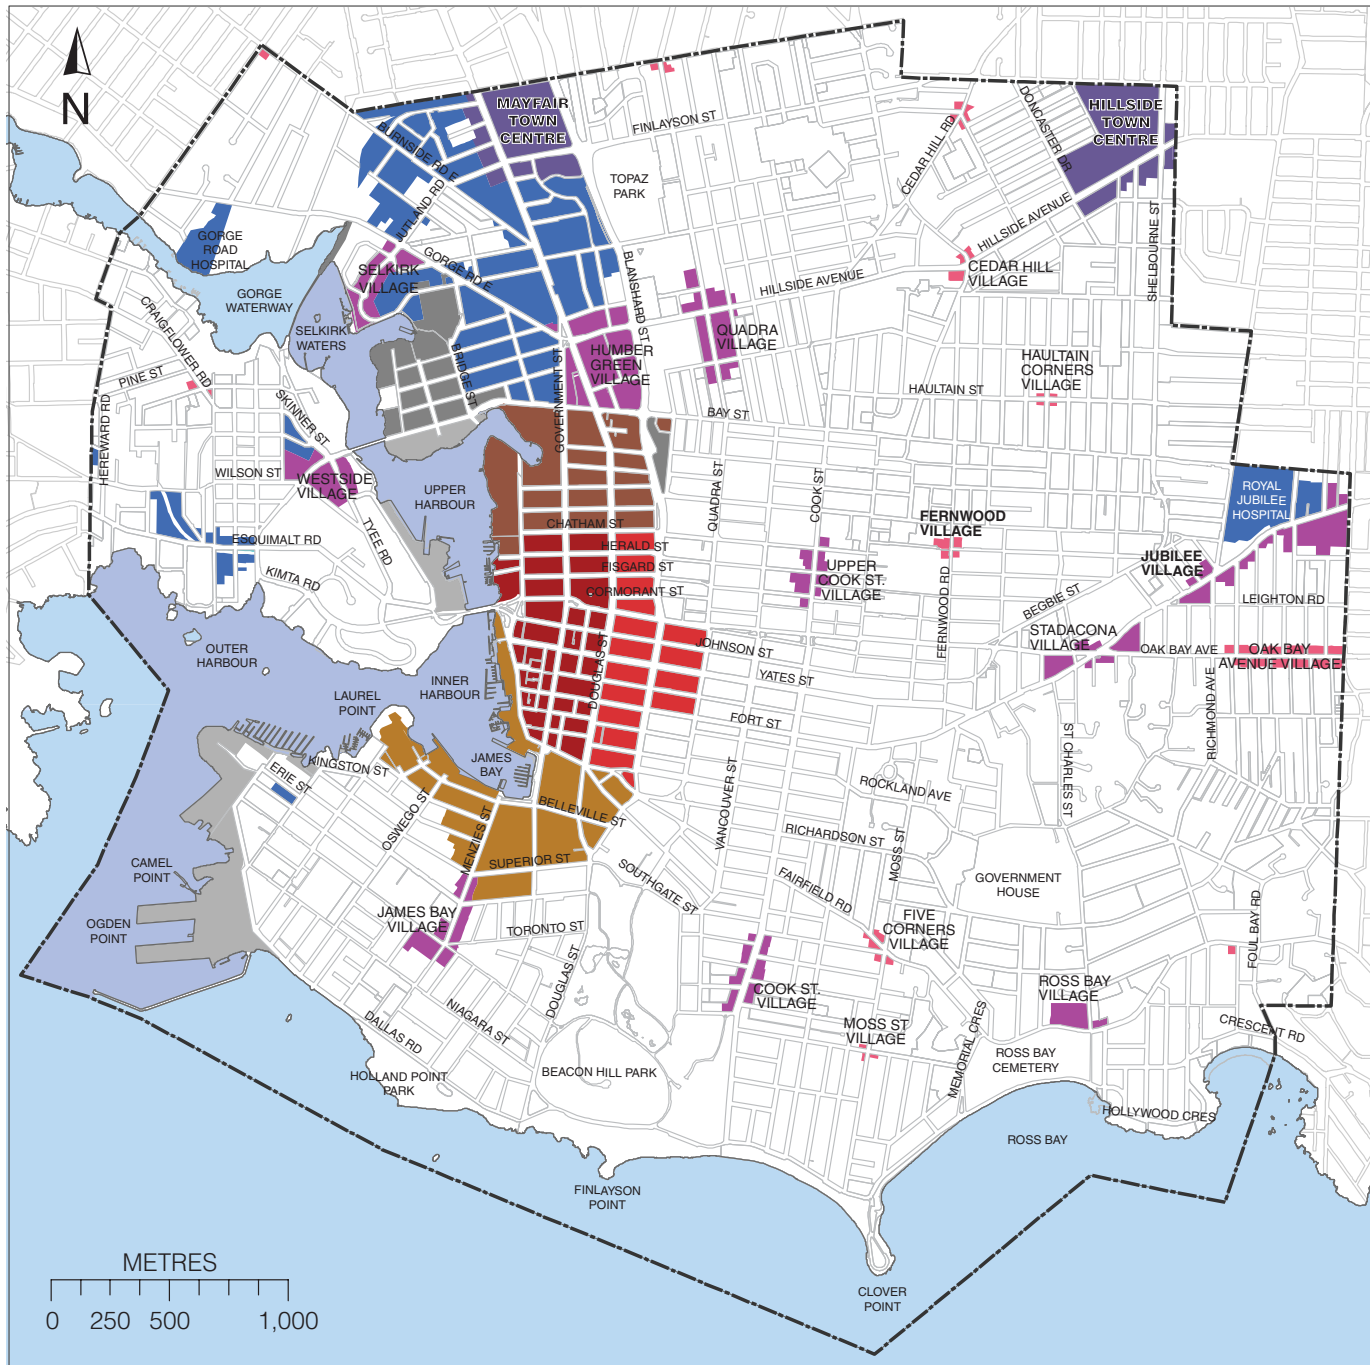 N
MAYFAIR
TOWN
CENTRE
HILLSIDE
TOWN
CENTRE
BURNSIDE RD E
FINLAYSON ST
CEDAR HILL RD
DONCASTER DR
TOPAZ
PARK
JUTLAND RD
GORGE
ROAD
HOSPITAL
HILLSIDE AVENUE
SHELBOURNE ST
GORGE RD E
SELKIRK
VILLAGE
BLANSHARD ST
HILLSIDE AVENUE
CEDAR HILL
VILLAGE
GORGE
WATERWAY
CRAIGFLOWER RD
SELKIRK
WATERS
QUADRA
VILLAGE
HUMBER
GREEN
VILLAGE
BRIDGE ST
GOVERNMENT ST
HAULTAIN
CORNERS
VILLAGE
PINE ST
HAULTAIN ST
SKINNER ST
BAY ST
HEREWARD RD
WILSON ST
WESTSIDE
VILLAGE
UPPER
HARBOUR
QUADRA ST
COOK ST
ROYAL
JUBILEE
HOSPITAL
FERNWOOD
VILLAGE
CHATHAM ST
TYEE RD
ESQUIMALT RD
HERALD ST
FISGARD ST
CORMORANT ST
UPPER
COOK ST.
VILLAGE
JUBILEE
VILLAGE
KIMTA RD
FERNWOOD RD
BEGBIE ST
LEIGHTON RD
STADACONA
VILLAGE
OAK BAY AVE
OAK BAY
AVENUE VILLAGE
OUTER
HARBOUR
JOHNSON ST
DOUGLAS ST
YATES ST
INNER
HARBOUR
LAUREL
POINT
FORT ST
RICHMOND AVE
ST CHARLES ST
JAMES
BAY
KINGSTON ST
ERIE ST
ROCKLAND AVE
OSWEGO ST
BELLEVILLE ST
VANCOUVER ST
MENZIES ST
RICHARDSON ST
MOSS ST
SUPERIOR ST
CAMEL
POINT
SOUTHGATE ST
FAIRFIELD RD
GOVERNMENT
HOUSE
OGDEN
POINT
JAMES BAY
VILLAGE
TORONTO ST
FIVE
CORNERS
VILLAGE
FOUL BAY RD
DOUGLAS ST
COOK ST.
VILLAGE
ROSS BAY
VILLAGE
NIAGARA ST
DALLAS RD
MOSS ST
VILLAGE
MEMORIAL CRES
CRESCENT RD
ROSS BAY
CEMETERY
HOLLAND POINT
PARK
BEACON HILL PARK
HOLLYWOOD CRES
ROSS BAY
FINLAYSON
POINT
CLOVER
POINT
METRES
0 250 500 1,000